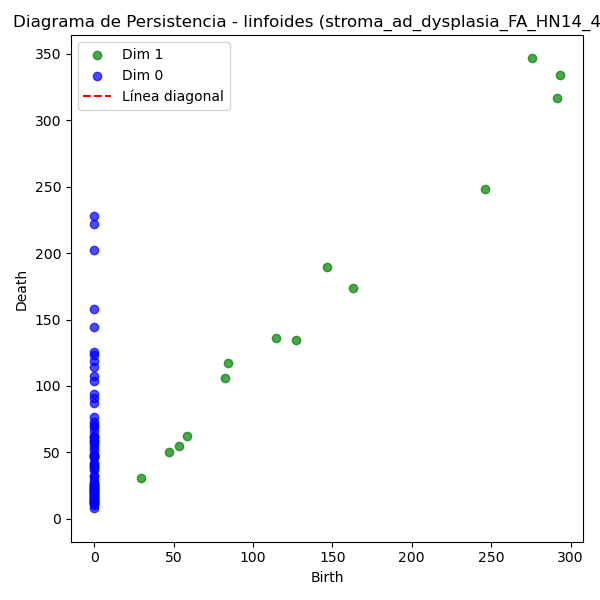 Diagrama de Persistencia - linfoides (stroma_ad_dysplasia_FA_HN14_4
Dim 1
Dim 0
Línea diagonal
Death
350
300
250
200
150
100
50
0
0 50 100 150 200 250 300
Birth